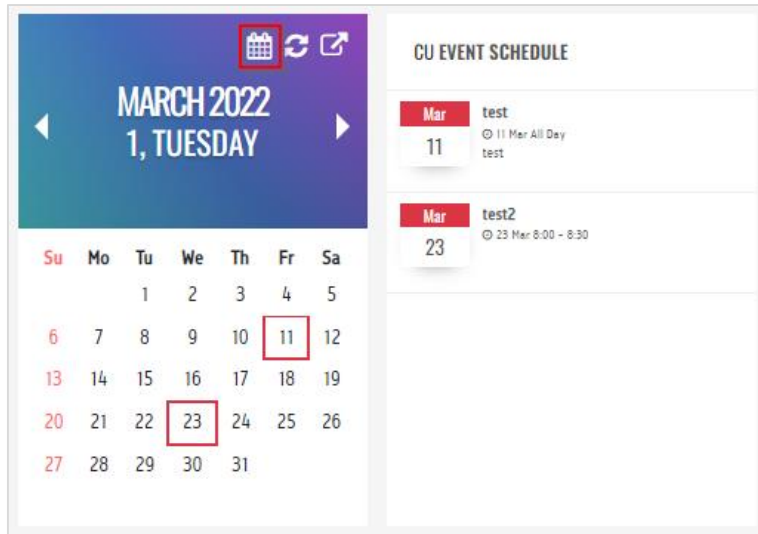 MARCH 2022
1, TUESDAY
Su Mo Tu We Th Fr Sa
1 2 3 4 5
6 7 8 9 10 11 12
13 14 15 16 17 18 19
20 21 22 23 24 25 26
27 28 29 30 31
CU EVENT SCHEDULE
Mar
11
test
11 Mar All Day
test
Mar
23
test2
23 Mar 8:00 - 8:30